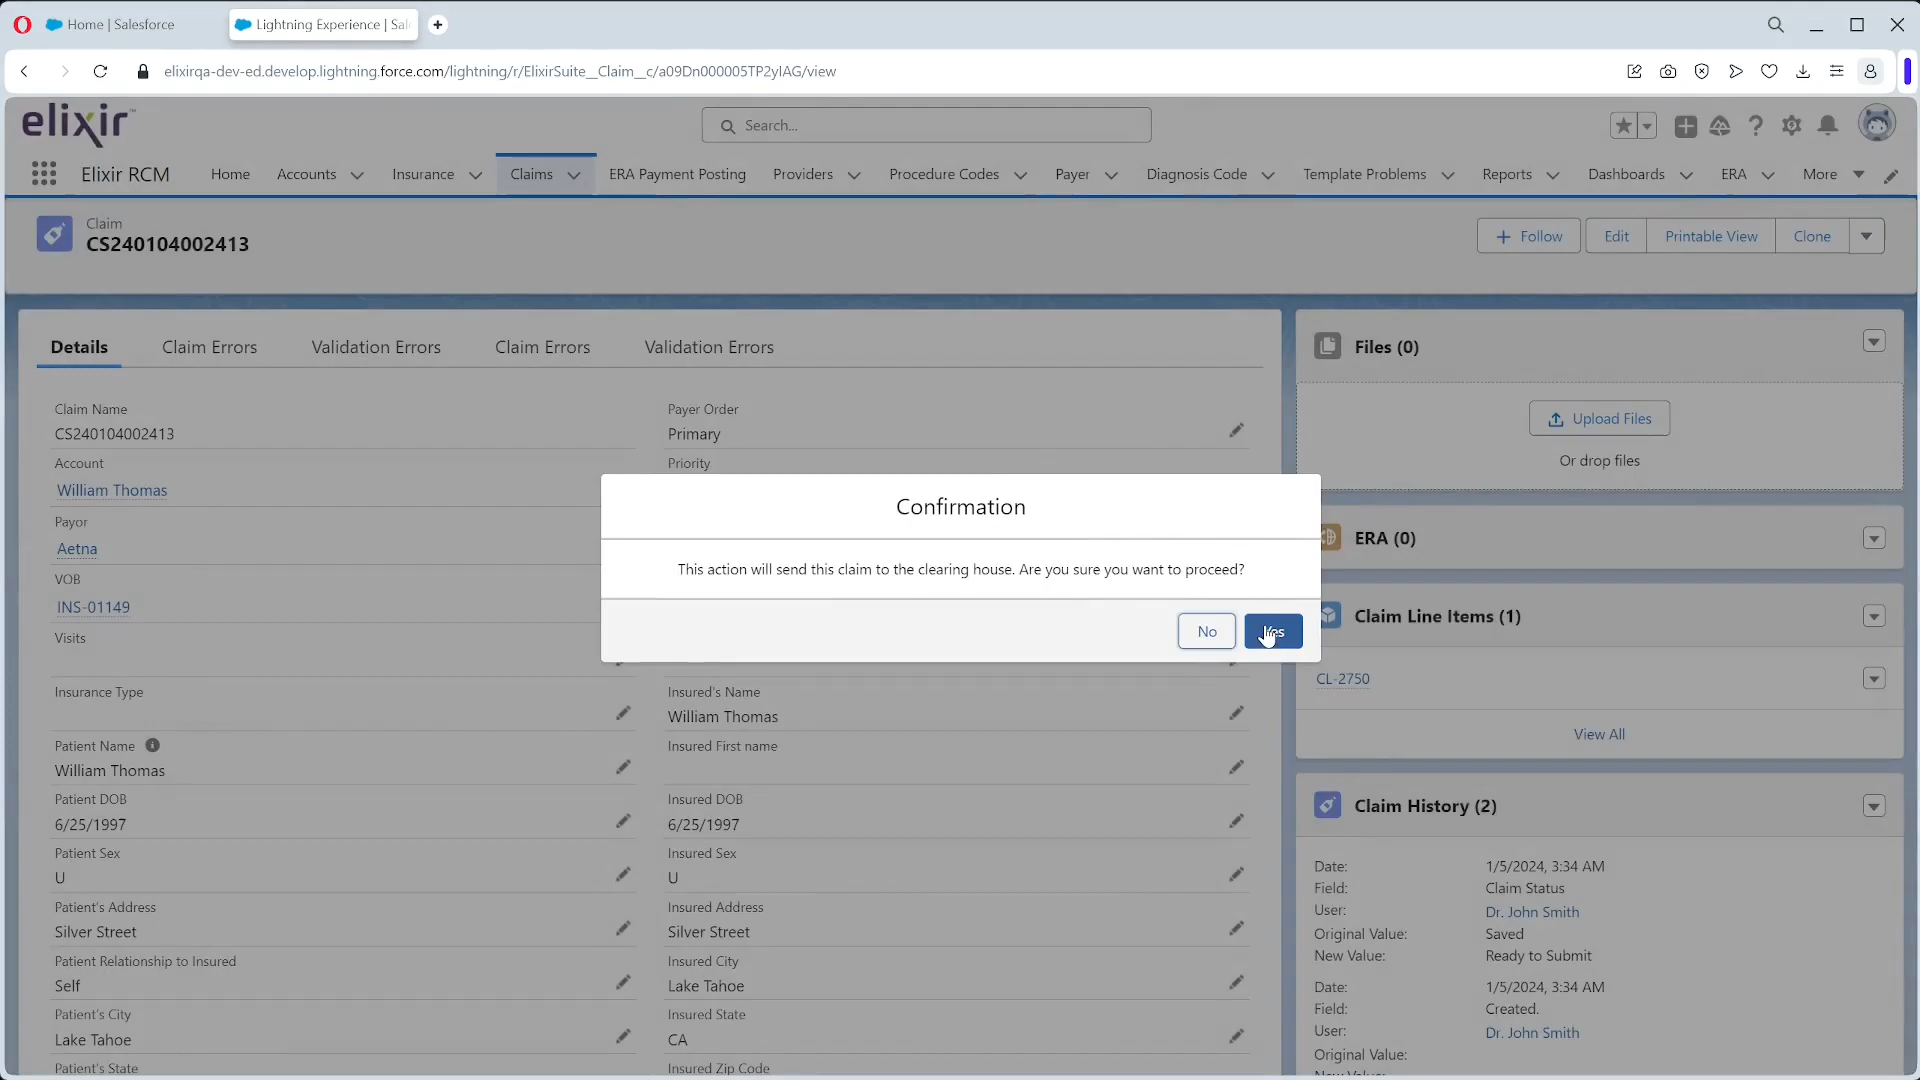 Home | Salesforce
Lightning Experience | Sal
elixirqa-dev-ed.develop.lightning.force.com/lightning/r/ElixirSuite__Claim__c/a09Dn000005TP2yIAG/view
elixir™
Search...
Elixir RCM
Home
Accounts
Insurance
Claims
ERA Payment Posting
Providers
Procedure Codes
Payer
Diagnosis Code
Template Problems
Reports
Dashboards
ERA
More
Claim
CS240104002413
Follow
Edit
Printable View
Clone
Details
Claim Errors
Validation Errors
Claim Errors
Validation Errors
Claim Name
CS240104002413
Account
William Thomas
Payor
Aetna
VOB
INS-01149
Visits
Insurance Type
Patient Name
William Thomas
Patient DOB
6/25/1997
Patient Sex
U
Patient's Address
Silver Street
Patient Relationship to Insured
Self
Patient's City
Lake Tahoe
Patient's State
Payer Order
Primary
Priority
Confirmation
This action will send this claim to the clearing house. Are you sure you want to proceed?
No
Yes
Insured's Name
William Thomas
Insured First name
Insured DOB
6/25/1997
Insured Sex
U
Insured Address
Silver Street
Insured City
Lake Tahoe
Insured State
CA
Insured Zip Code
Files (0)
Upload Files
Or drop files
ERA (0)
Claim Line Items (1)
CL-2750
View All
Claim History (2)
Date: 1/5/2024, 3:34 AM
Field: Claim Status
User: Dr. John Smith
Original Value: Saved
New Value: Ready to Submit
Date: 1/5/2024, 3:34 AM
Field: Created.
User: Dr. John Smith
Original Value:
New Value: